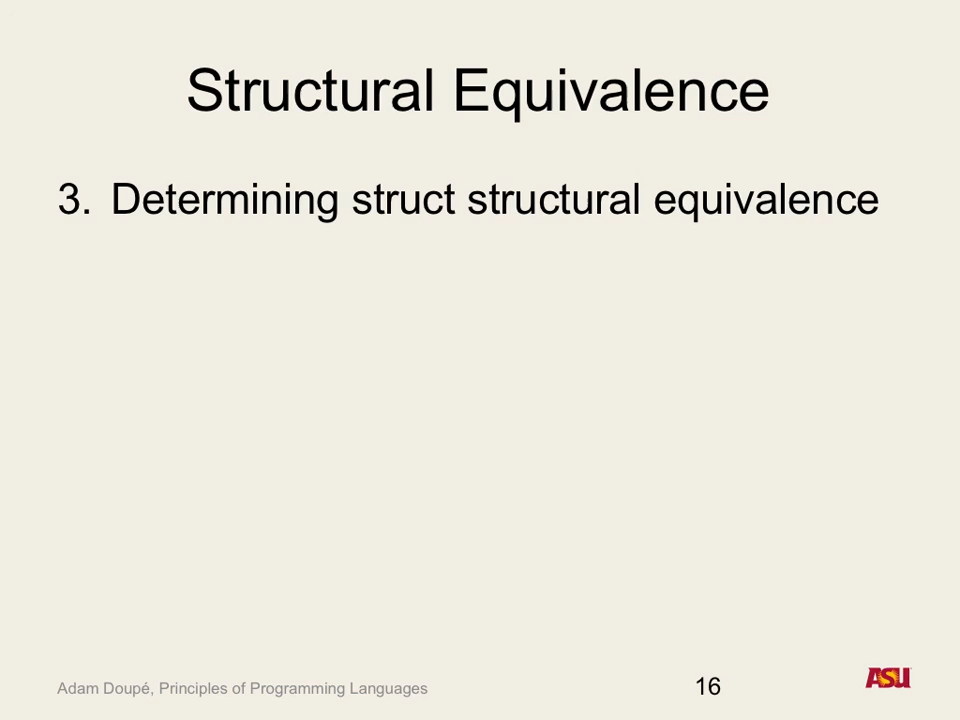 Structural Equivalence
3. Determining struct structural equivalence
Adam Doupé, Principles of Programming Languages
16
ASU